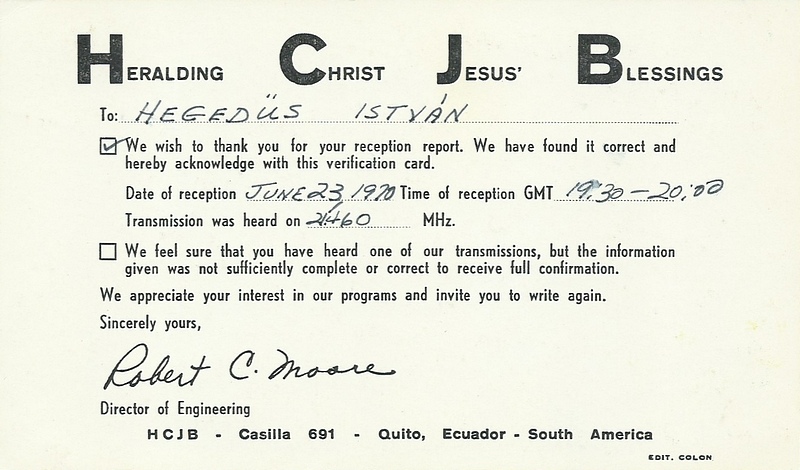 HERALDING CHRIST JESUS' BLESSINGS
To: HEGEDÜS ISTVÁN
We wish to thank you for your reception report. We have found it correct and
hereby acknowledge with this verification card.
Date of reception JUNE 23, 1970 Time of reception GMT 19:30 - 20:00
Transmission was heard on 21460 MHz.
We feel sure that you have heard one of our transmissions, but the information
given was not sufficiently complete or correct to receive full confirmation.
We appreciate your interest in our programs and invite you to write again.
Sincerely yours,
Robert C. Moore
Director of Engineering
HCJB - Casilla 691 - Quito, Ecuador - South America
EDIT. COLON